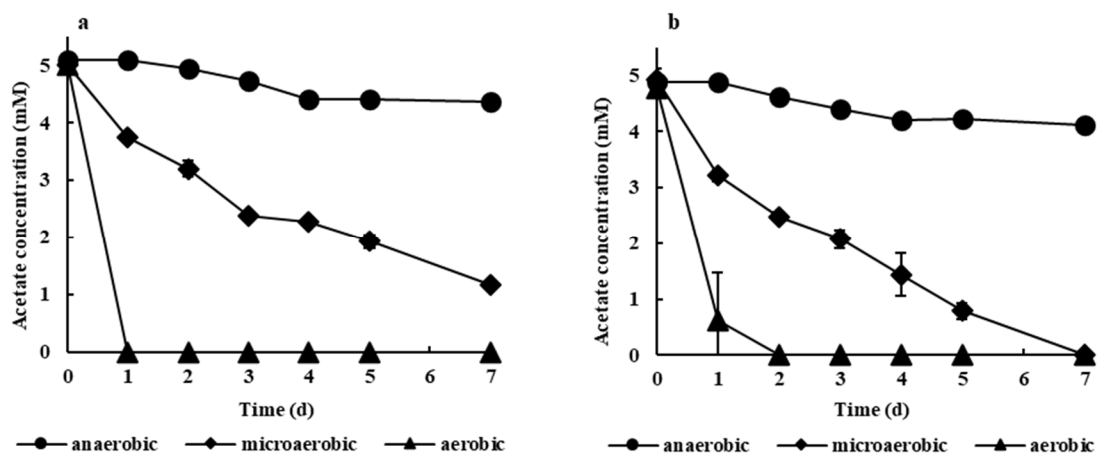 a
Acetate concentration (mM)
5
4
3
2
1
0
0 1 2 3 4 5 6 7
Time (d)
anaerobic microaerobic aerobic
b
Acetate concentration (mM)
5
4
3
2
1
0
0 1 2 3 4 5 6 7
Time (d)
anaerobic microaerobic aerobic